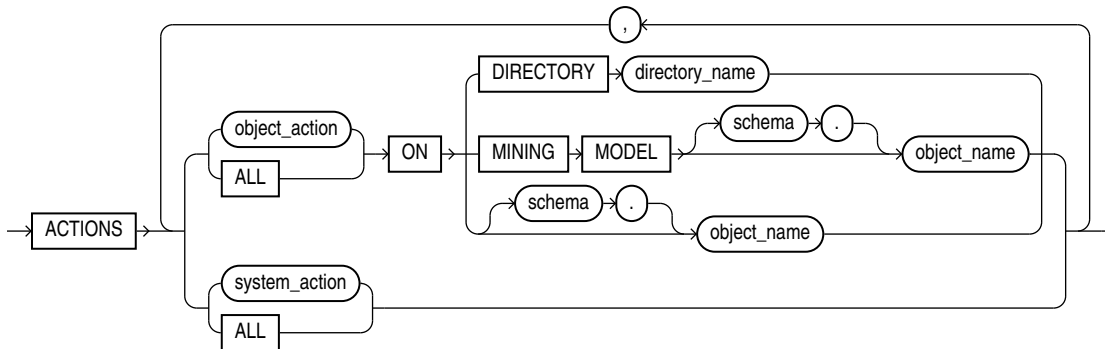 ,
DIRECTORY directory_name
object_action
ALL
ON
MINING MODEL schema . object_name
schema . object_name
ACTIONS
system_action
ALL